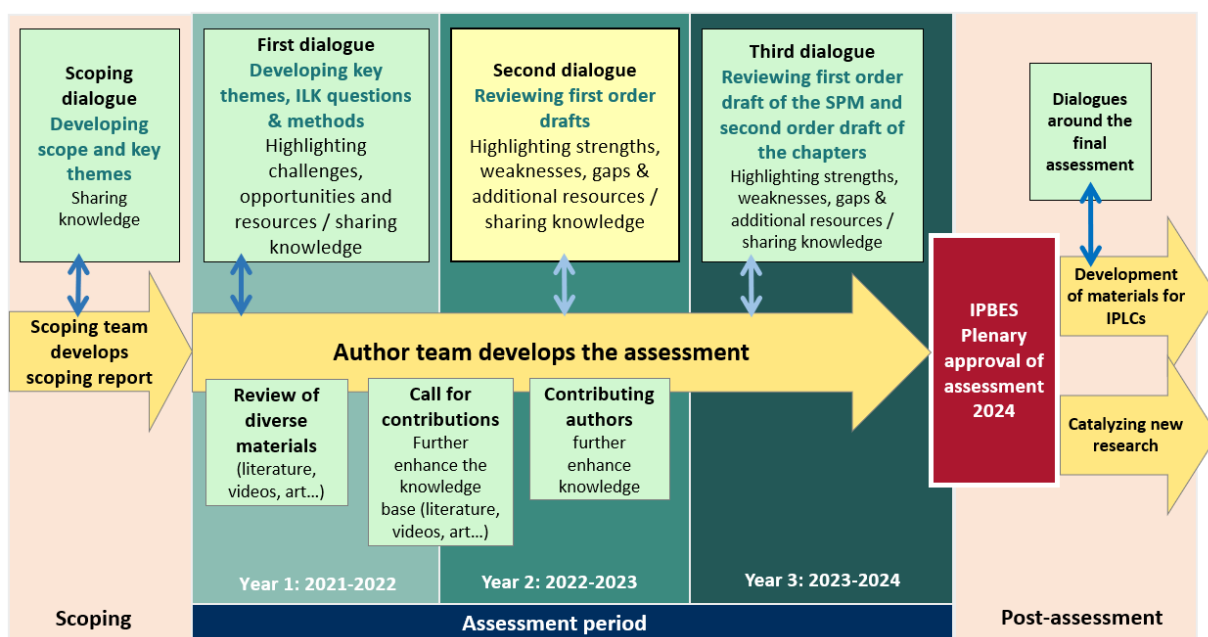 Scoping
dialogue
Developing
scope and key
themes
Sharing
knowledge
First dialogue
Developing key
themes, ILK questions
& methods
Highlighting
challenges,
opportunities and
resources / sharing
knowledge
Second dialogue
Reviewing first order
drafts
Highlighting strengths,
weaknesses, gaps &
additional resources /
sharing knowledge
Third dialogue
Reviewing first order
draft of the SPM and
second order draft of
the chapters
Highlighting strengths,
weaknesses, gaps &
additional resources /
sharing knowledge
Dialogues
around the
final
assessment
Scoping team
develops
scoping report
Author team develops the assessment
IPBES
Plenary
approval of
assessment
2024
Development
of materials for
IPLCs
Catalyzing new
research
Review of
diverse
materials
(literature,
videos, art...)
Call for
contributions
Further
enhance the
knowledge
base (literature,
videos, art...)
Contributing
authors
further
enhance
knowledge
Year 1: 2021-2022
Year 2: 2022-2023
Year 3: 2023-2024
Scoping
Assessment period
Post-assessment